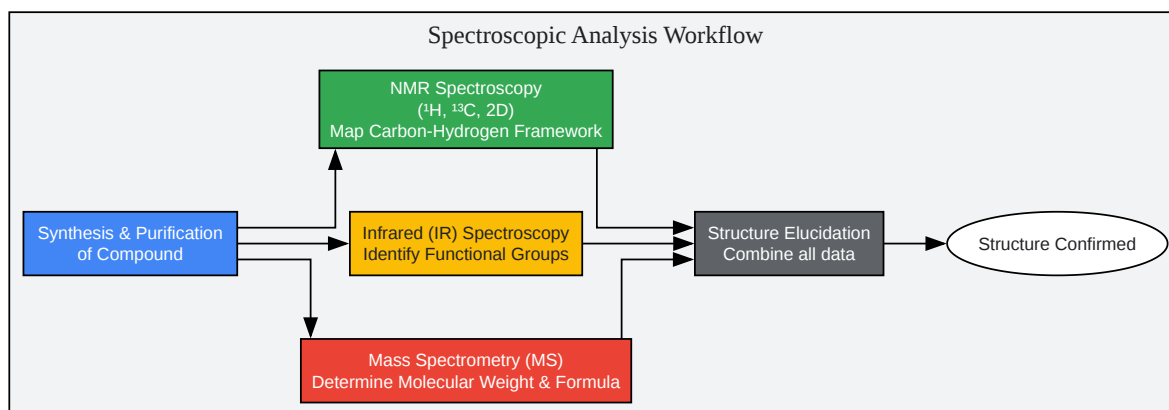 Spectroscopic Analysis Workflow
NMR Spectroscopy
(¹H, ¹³C, 2D)
Map Carbon-Hydrogen Framework
Synthesis & Purification
of Compound
Infrared (IR) Spectroscopy
Identify Functional Groups
Structure Elucidation
Combine all data
Structure Confirmed
Mass Spectrometry (MS)
Determine Molecular Weight & Formula